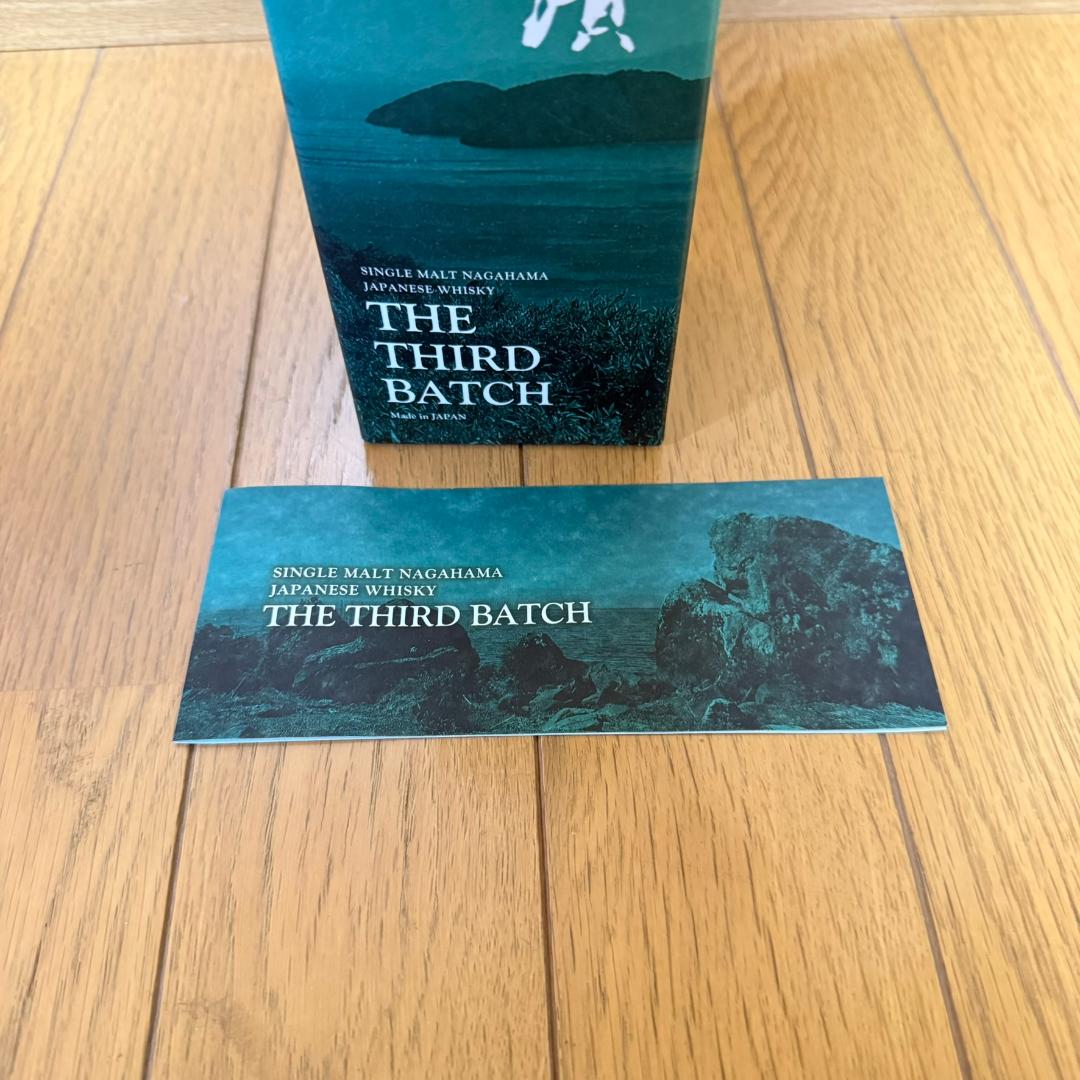 SINGLE MALT NAGAHAMA
JAPANESE WHISKY
THE
THIRD
BATCH
Made in JAPAN
SINGLE MALT NAGAHAMA
JAPANESE WHISKY
THE THIRD BATCH